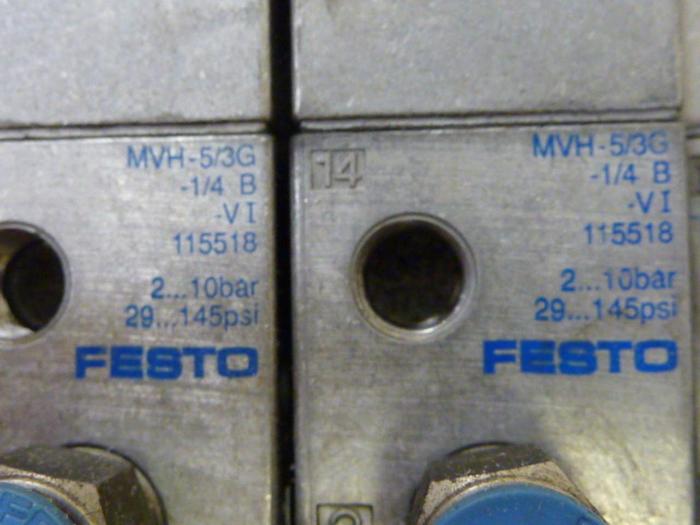 MVH-5/3G
-1/4 B
-VI
115518
2...10bar
29...145psi
FESTO
14
MVH-5/3G
-1/4 B
-VI
115518
2...10bar
29...145psi
FESTO